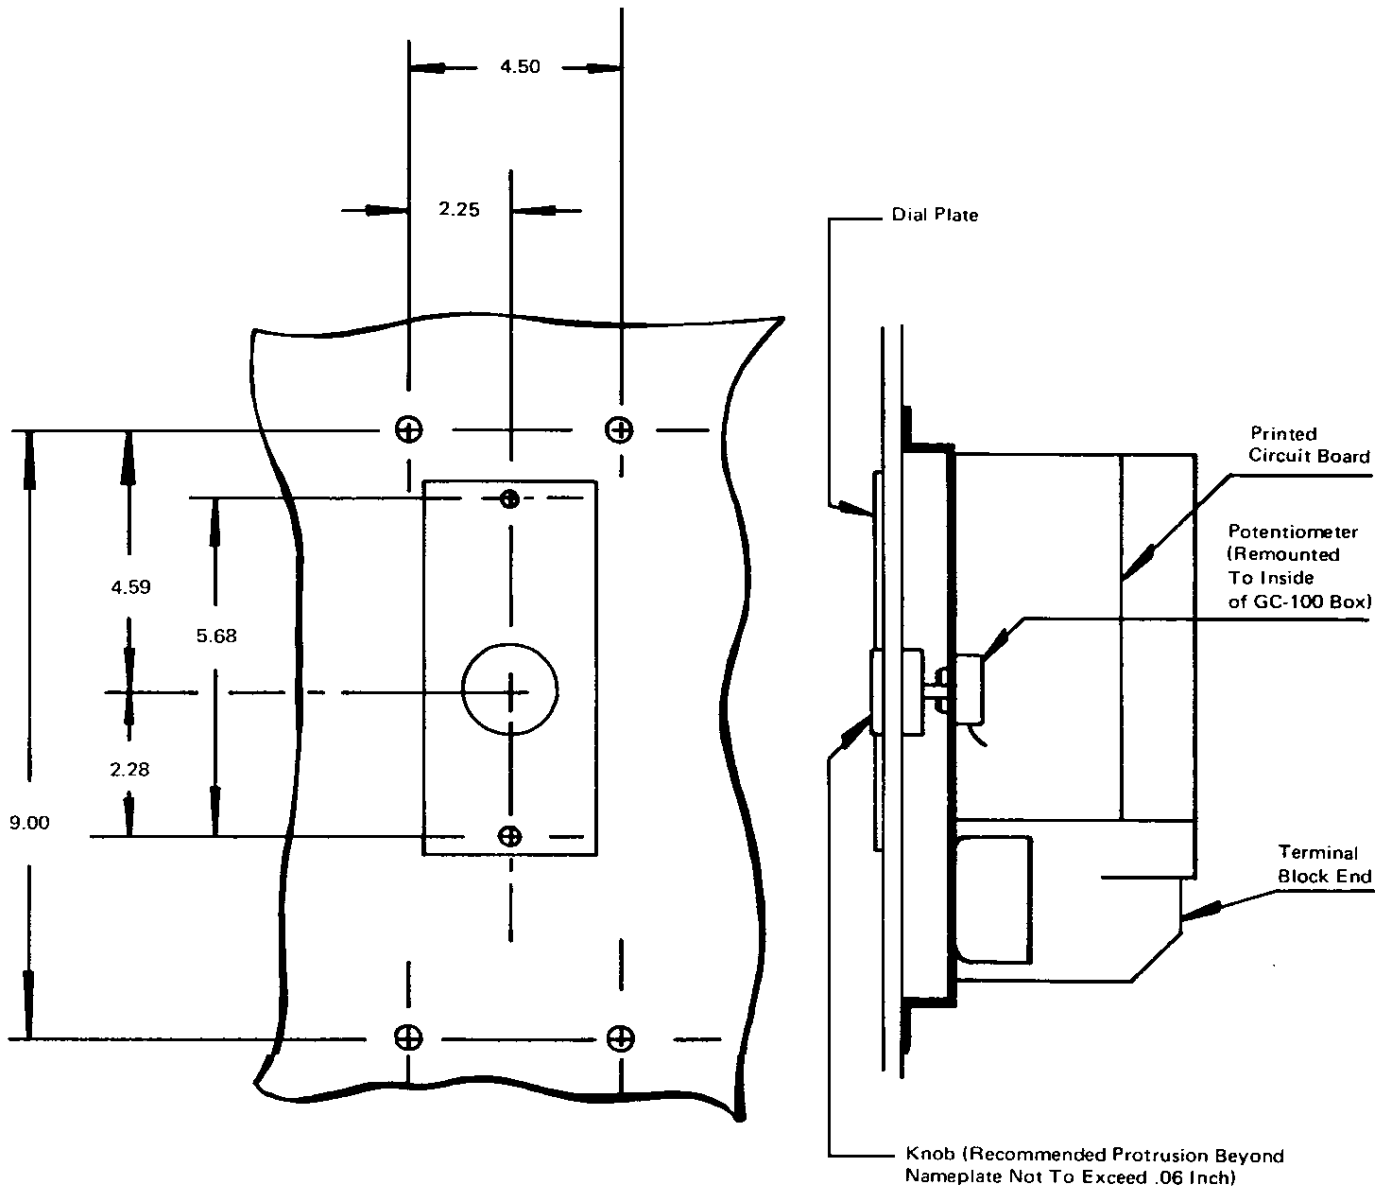 4.50
2.25
Dial Plate
Printed
Circuit Board
Potentiometer
(Remounted
To Inside
of GC-100 Box)
4.59
5.68
2.28
9.00
Terminal
Block End
Knob (Recommended Protrusion Beyond
Nameplate Not To Exceed .06 Inch)